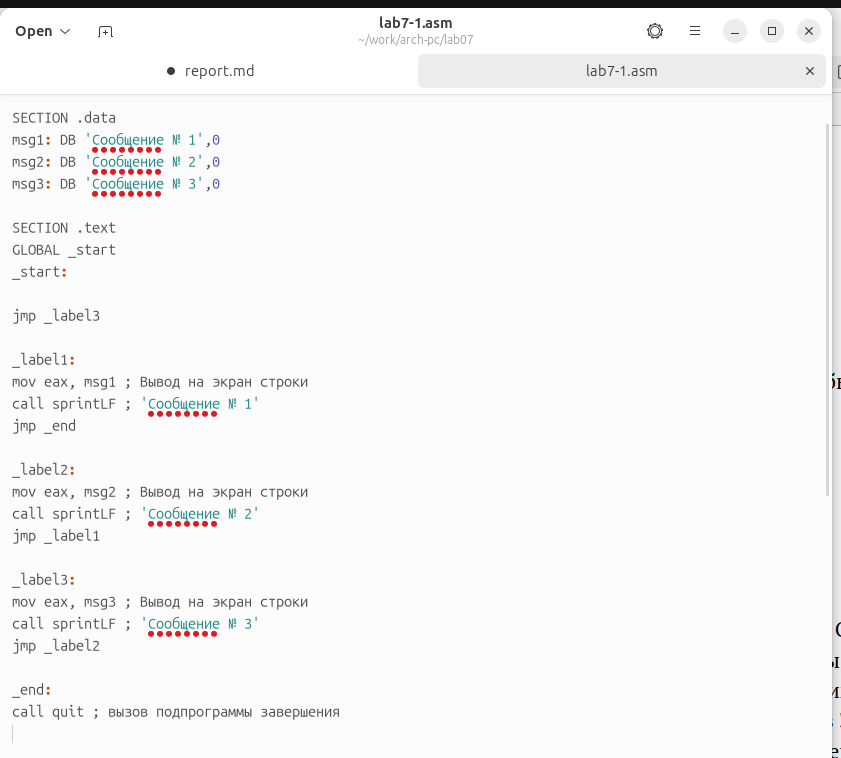 Open
lab7-1.asm
~/work/arch-pc/lab07
report.md
lab7-1.asm
SECTION .data
msg1: DB 'Сообщение № 1',0
msg2: DB 'Сообщение № 2',0
msg3: DB 'Сообщение № 3',0
SECTION .text
GLOBAL _start
_start:
jmp _label3
_label1:
mov eax, msg1 ; Вывод на экран строки
call sprintLF ; 'Сообщение № 1'
jmp _end
_label2:
mov eax, msg2 ; Вывод на экран строки
call sprintLF ; 'Сообщение № 2'
jmp _label1
_label3:
mov eax, msg3 ; Вывод на экран строки
call sprintLF ; 'Сообщение № 3'
jmp _label2
_end:
call quit ; вызов подпрограммы завершения